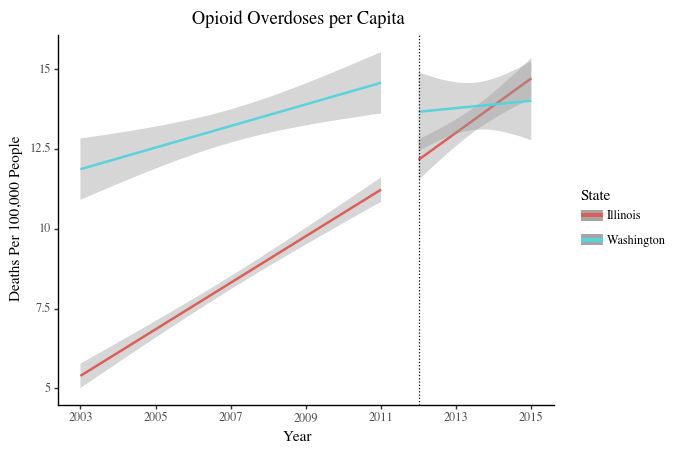 Opioid Overdoses per Capita
Deaths Per 100,000 People
15
12.5
10
7.5
5
2003 2005 2007 2009 2011 2013 2015
Year
State
Illinois
Washington